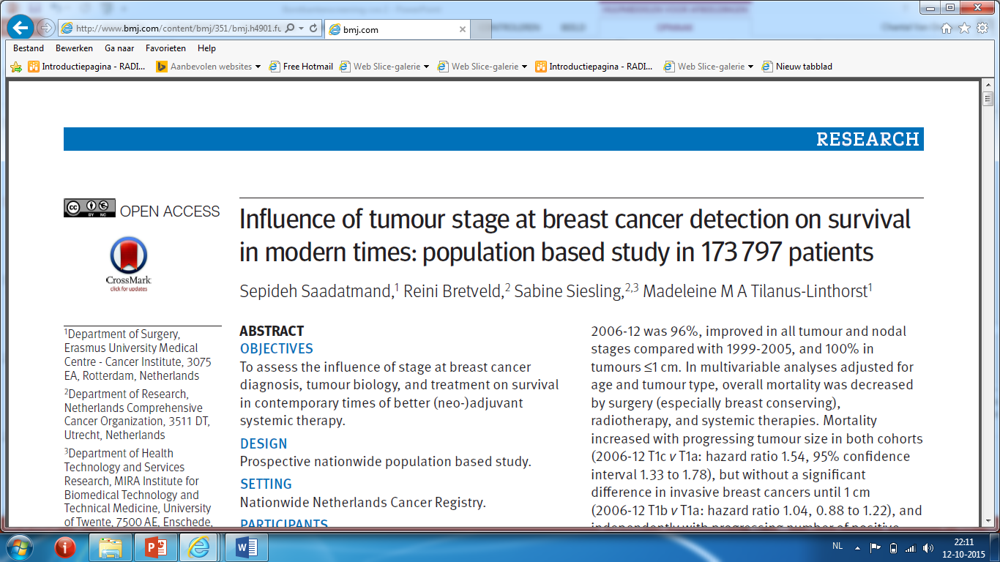 http://www.bmj.com/content/bmj/351/bmj.h4901.fu
bmj.com
Bestand Bewerken Ga naar Favorieten Help
Introductiepagina - RADI... Aanbevolen websites Free Hotmail Web Slice-galerie Web Slice-galerie Introductiepagina - RADI... Web Slice-galerie Nieuw tabblad
RESEARCH
cc BY NC OPEN ACCESS
CrossMark
click for updates
Influence of tumour stage at breast cancer detection on survival
in modern times: population based study in 173 797 patients
Sepideh Saadatmand,1 Reini Bretveld,2 Sabine Siesling,2,3 Madeleine M A Tilanus-Linthorst1
1Department of Surgery,
Erasmus University Medical
Centre - Cancer Institute, 3075
EA, Rotterdam, Netherlands
2Department of Research,
Netherlands Comprehensive
Cancer Organization, 3511 DT,
Utrecht, Netherlands
3Department of Health
Technology and Services
Research, MIRA Institute for
Biomedical Technology and
Technical Medicine, University
of Twente, 7500 AE, Enschede,
ABSTRACT
OBJECTIVES
To assess the influence of stage at breast cancer
diagnosis, tumour biology, and treatment on survival
in contemporary times of better (neo-)adjuvant
systemic therapy.
DESIGN
Prospective nationwide population based study.
SETTING
Nationwide Netherlands Cancer Registry.
PARTICIPANTS
2006-12 was 96%, improved in all tumour and nodal
stages compared with 1999-2005, and 100% in
tumours ≤1 cm. In multivariable analyses adjusted for
age and tumour type, overall mortality was decreased
by surgery (especially breast conserving),
radiotherapy, and systemic therapies. Mortality
increased with progressing tumour size in both cohorts
(2006-12 T1c v T1a: hazard ratio 1.54, 95% confidence
interval 1.33 to 1.78), but without a significant
difference in invasive breast cancers until 1 cm
(2006-12 T1b v T1a: hazard ratio 1.04, 0.88 to 1.22), and
independently with progressing number of positive
NL
22:11
12-10-2015